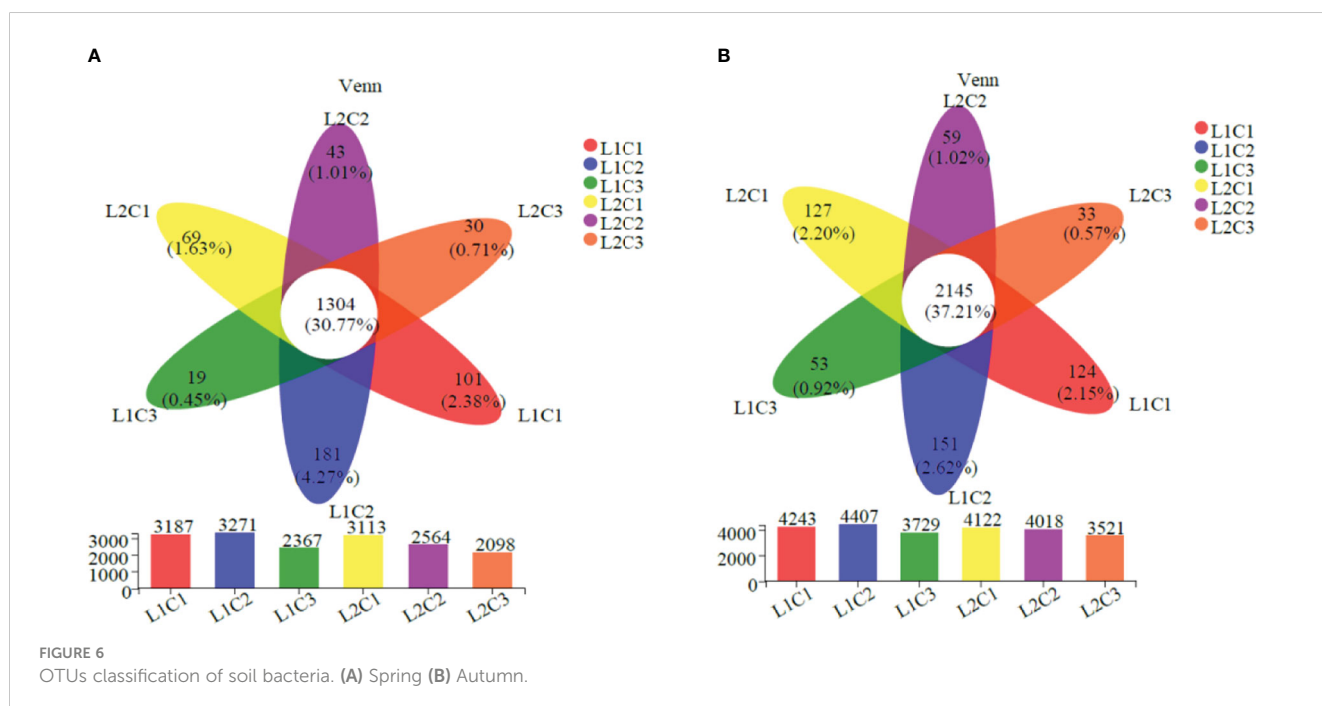 A
Venn
L2C2
43
(1.01%)
L2C1
69
(1.63%)
L2C3
30
(0.71%)
1304
(30.77%)
19
(0.45%)
L1C3
101
(2.38%)
L1C1
181
(4.27%)
L1C2
L1C1
L1C2
L1C3
L2C1
L2C2
L2C3
3187
3271
2367
3113
2564
2098
3000
2000
1000
0
L1C1
L1C2
L1C3
L2C1
L2C2
L2C3
B
Venn
L2C2
59
(1.02%)
L2C1
127
(2.20%)
L2C3
33
(0.57%)
2145
(37.21%)
53
(0.92%)
L1C3
124
(2.15%)
L1C1
151
(2.62%)
L1C2
L1C1
L1C2
L1C3
L2C1
L2C2
L2C3
4243
4407
3729
4122
4018
3521
4000
2000
0
L1C1
L1C2
L1C3
L2C1
L2C2
L2C3
FIGURE 6
OTUs classification of soil bacteria. (A) Spring (B) Autumn.